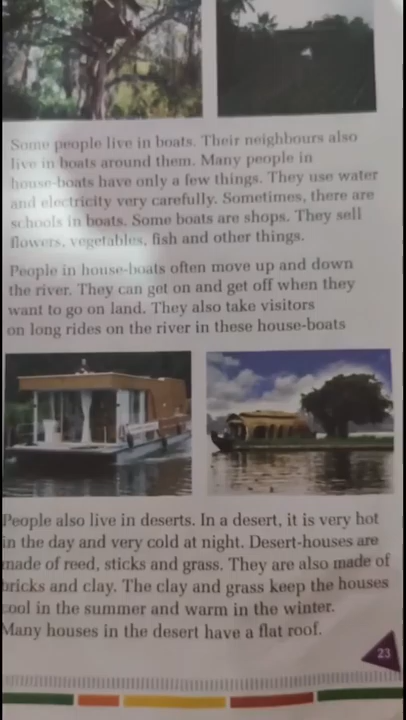 Some people live in boats. Their neighbours also
live in boats around them. Many people in
house-boats have only a few things. They use water
and electricity very carefully. Sometimes, there are
schools in boats. Some boats are shops. They sell
flowers, vegetables, fish and other things.
People in house-boats often move up and down
the river. They can get on and get off when they
want to go on land. They also take visitors
on long rides on the river in these house-boats
People also live in deserts. In a desert, it is very hot
in the day and very cold at night. Desert-houses are
made of reed, sticks and grass. They are also made of
bricks and clay. The clay and grass keep the houses
cool in the summer and warm in the winter.
Many houses in the desert have a flat roof.
23